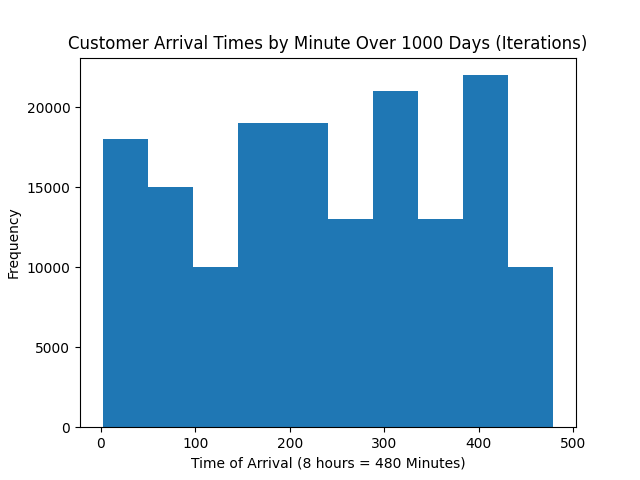 Customer Arrival Times by Minute Over 1000 Days (Iterations)
20000
15000
10000
5000
0
Frequency
0 100 200 300 400 500
Time of Arrival (8 hours = 480 Minutes)